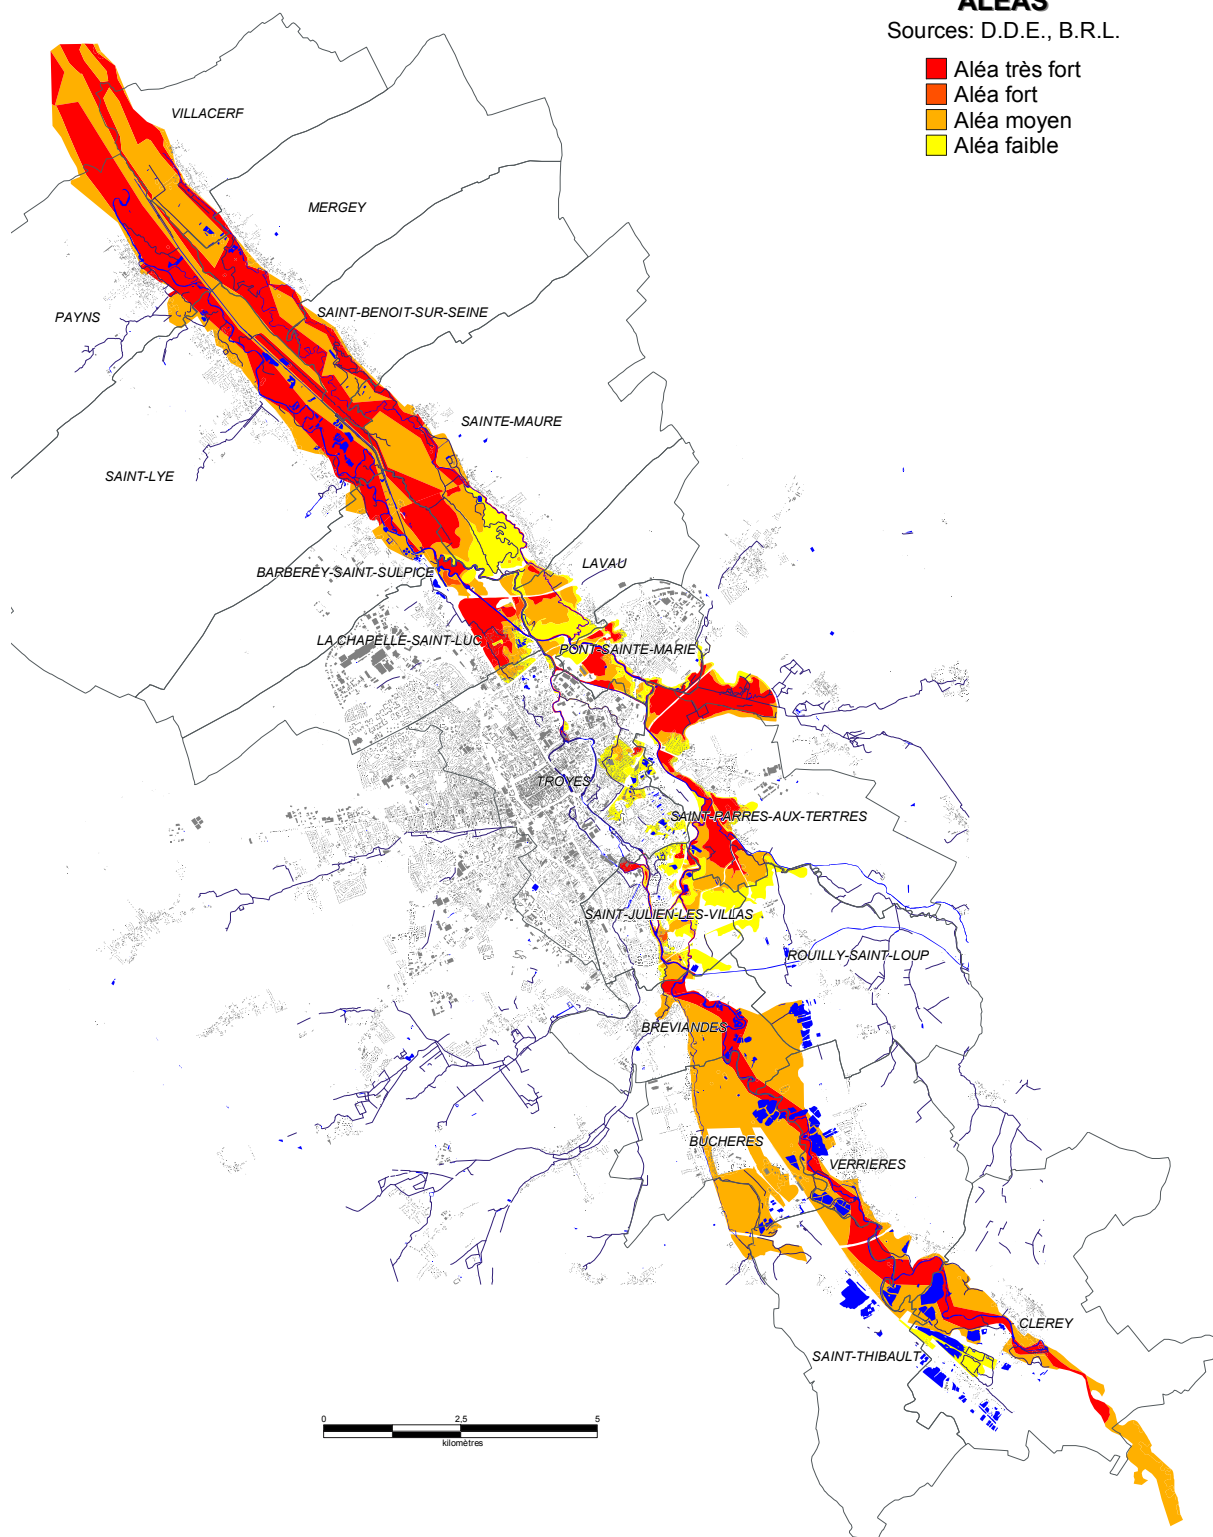 ALEAS
Sources: D.D.E., B.R.L.
Aléa très fort
Aléa fort
Aléa moyen
Aléa faible
VILLACERF
MERGEY
SAINT-BENOIT-SUR-SEINE
PAYNS
SAINTE-MAURE
SAINT-LYE
LAVAU
BARBEREY-SAINT-SULPICE
LA CHAPELLE-SAINT-LUC
PONT-SAINTE-MARIE
TROYES
SAINT-PARRES-AUX-TERTRES
SAINT-JULIEN-LES-VILLAS
ROUILLY-SAINT-LOUP
BREVIANDES
BUCHERES
VERRIERES
CLEREY
SAINT-THIBAULT
0 2,5 5
kilomètres